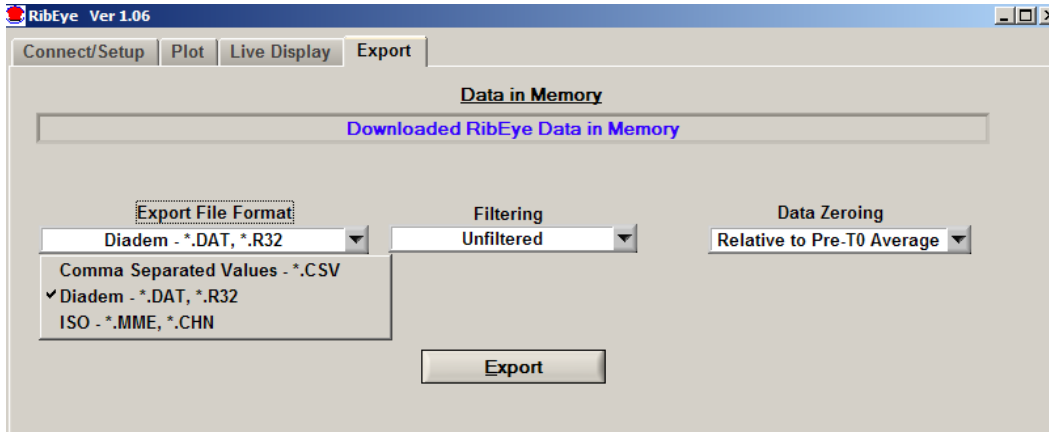 RibEye Ver 1.06
Connect/Setup Plot Live Display Export
Data in Memory
Downloaded RibEye Data in Memory
Export File Format Filtering Data Zeroing
Diadem - *.DAT, *.R32 Unfiltered Relative to Pre-T0 Average
Comma Separated Values - *.CSV
Diadem - *.DAT, *.R32
ISO - *.MME, *.CHN
Export